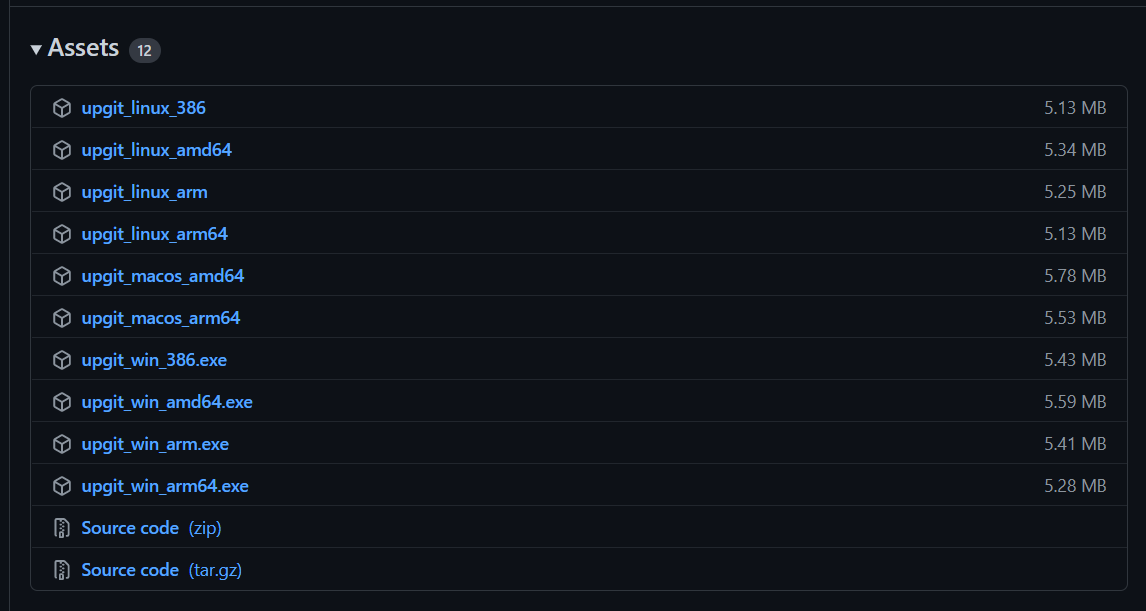 Assets 12
upgit_linux_386 5.13 MB
upgit_linux_amd64 5.34 MB
upgit_linux_arm 5.25 MB
upgit_linux_arm64 5.13 MB
upgit_macos_amd64 5.78 MB
upgit_macos_arm64 5.53 MB
upgit_win_386.exe 5.43 MB
upgit_win_amd64.exe 5.59 MB
upgit_win_arm.exe 5.41 MB
upgit_win_arm64.exe 5.28 MB
Source code (zip)
Source code (tar.gz)